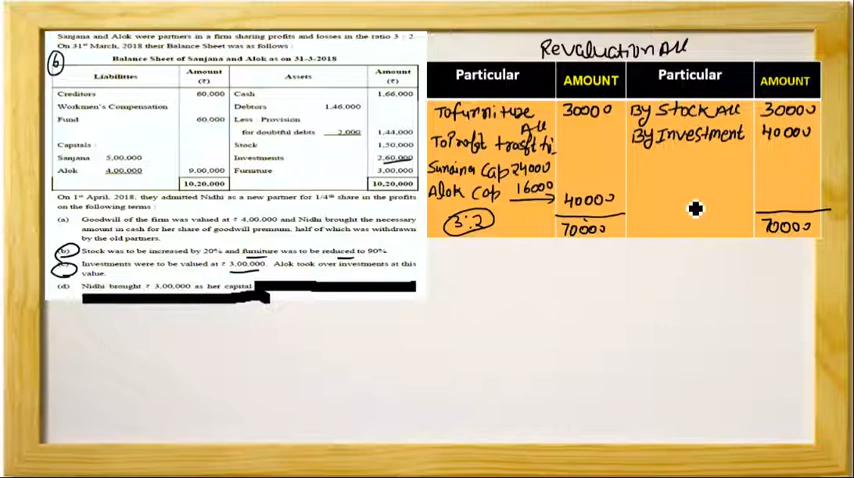 Sanjana and Alok were partners in a firm sharing profits and losses in the ratio 3 : 2.
On 31st March, 2018 their Balance Sheet was as follows :
6
Balance Sheet of Sanjana and Alok as on 31-3-2018
Liabilities Amount (₹) Assets Amount (₹)
Creditors 60,000 Cash 1,66,000
Workmen's Compensation Debtors 1,46,000
Fund 60,000 Less Provision
for doubtful debts 2,000 1,44,000
Capitals : Stock 1,50,000
Sanjana 5,00,000 Investments 2,60,000
Alok 4,00,000 9,00,000 Furniture 3,00,000
10,20,000 10,20,000
On 1st April, 2018, they admitted Nidhi as a new partner for 1/4th share in the profits
on the following terms :
(a) Goodwill of the firm was valued at ₹ 4,00,000 and Nidhi brought the necessary
amount in cash for her share of goodwill premium, half of which was withdrawn
by the old partners.
(b) Stock was to be increased by 20% and furniture was to be reduced to 90%.
Investments were to be valued at ₹ 3,00,000. Alok took over investments at this
value.
(d) Nidhi brought ₹ 3,00,000 as her capital
Revaluation A/c
Particular AMOUNT Particular AMOUNT
To furniture A/c 30000 By Stock A/c 30000
To Profit By Investment 40000
Cap 24000
Alok Cap 16000 40000
3:2 70000 70000